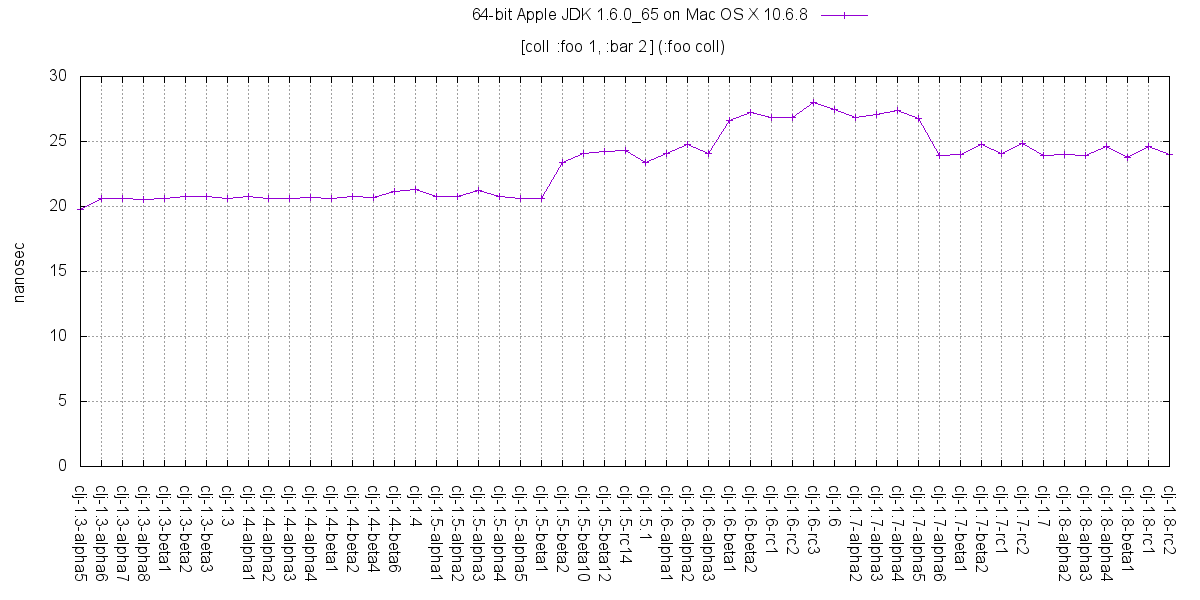 64-bit Apple JDK 1.6.0_65 on Mac OS X 10.6.8
[coll :foo 1, :bar 2] (:foo coll)
30
25
20
15
10
5
0
nanosec
clj-1.3-alpha5
clj-1.3-alpha6
clj-1.3-alpha7
clj-1.3-alpha8
clj-1.3-beta1
clj-1.3-beta2
clj-1.3-beta3
clj-1.3
clj-1.4-alpha1
clj-1.4-alpha2
clj-1.4-alpha3
clj-1.4-alpha4
clj-1.4-beta1
clj-1.4-beta2
clj-1.4-beta4
clj-1.4-beta6
clj-1.4
clj-1.5-alpha1
clj-1.5-alpha2
clj-1.5-alpha3
clj-1.5-alpha4
clj-1.5-alpha5
clj-1.5-beta1
clj-1.5-beta2
clj-1.5-beta10
clj-1.5-beta12
clj-1.5-rc14
clj-1.5.1
clj-1.6-alpha1
clj-1.6-alpha2
clj-1.6-alpha3
clj-1.6-beta1
clj-1.6-beta2
clj-1.6-rc1
clj-1.6-rc2
clj-1.6-rc3
clj-1.6
clj-1.7-alpha2
clj-1.7-alpha3
clj-1.7-alpha4
clj-1.7-alpha5
clj-1.7-alpha6
clj-1.7-beta1
clj-1.7-beta2
clj-1.7-rc1
clj-1.7-rc2
clj-1.7
clj-1.8-alpha2
clj-1.8-alpha3
clj-1.8-alpha4
clj-1.8-beta1
clj-1.8-rc1
clj-1.8-rc2